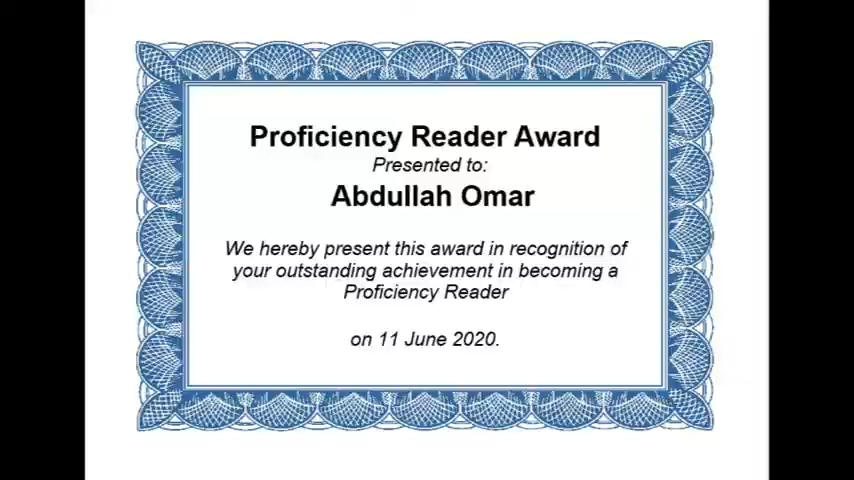 Proficiency Reader Award
Presented to:
Abdullah Omar
We hereby present this award in recognition of
your outstanding achievement in becoming a
Proficiency Reader
on 11 June 2020.